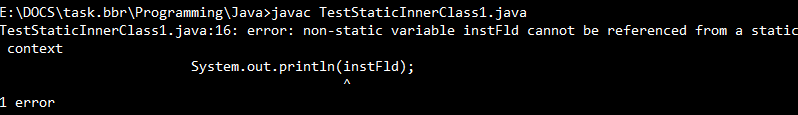 E:\DOCS\task.bbr\Programming\Java>javac TestStaticInnerClass1.java
TestStaticInnerClass1.java:16: error: non-static variable instFld cannot be referenced from a static
 context
                        System.out.println(instFld);
                                           ^
1 error